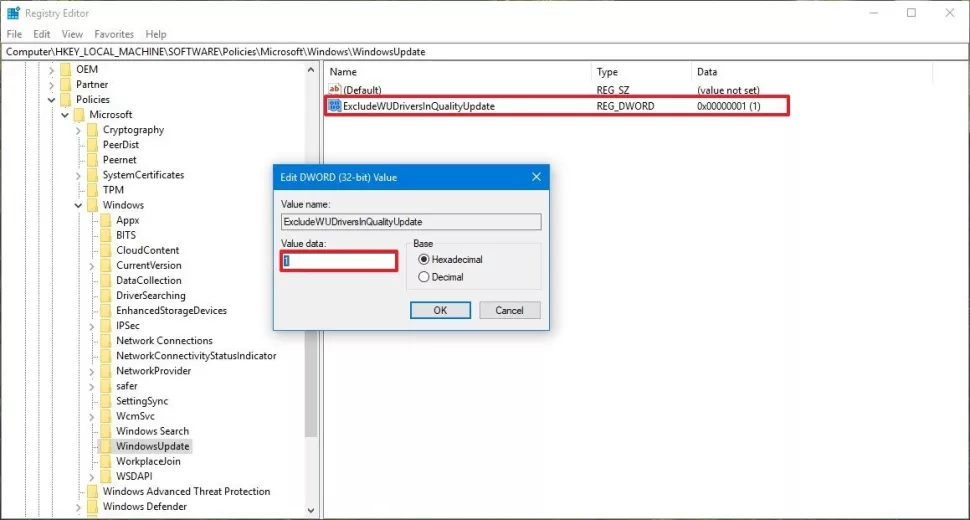 Registry Editor
File Edit View Favorites Help
Computer\HKEY_LOCAL_MACHINE\SOFTWARE\Policies\Microsoft\Windows\WindowsUpdate
OEM
Partner
Policies
Microsoft
Cryptography
PeerDist
Peernet
SystemCertificates
TPM
Windows
Appx
BITS
CloudContent
CurrentVersion
DataCollection
DriverSearching
EnhancedStorageDevices
IPSec
Network Connections
NetworkConnectivityStatusIndicator
NetworkProvider
safer
SettingSync
WcmSvc
Windows Search
WindowsUpdate
WorkplaceJoin
WSDAPI
Windows Advanced Threat Protection
Windows Defender
Name Type Data
ab (Default) REG_SZ (value not set)
ExcludeWUDriversInQualityUpdate REG_DWORD 0x00000001 (1)
Edit DWORD (32-bit) Value
Value name:
ExcludeWUDriversInQualityUpdate
Value data: Base
1 Hexadecimal
Decimal
OK Cancel